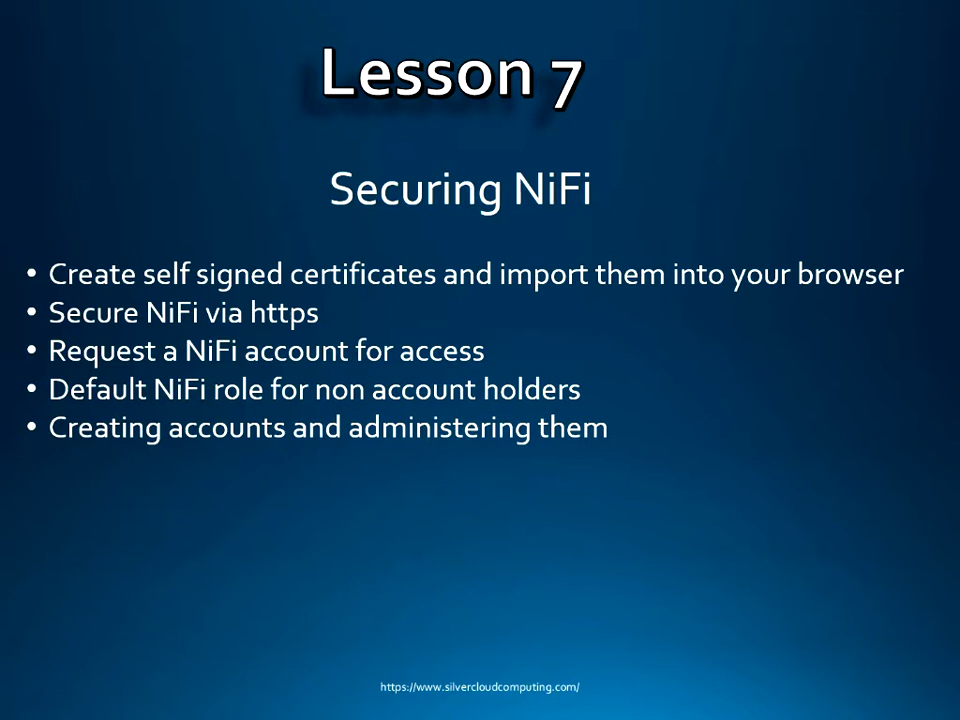 Lesson 7
Securing NiFi
• Create self signed certificates and import them into your browser
• Secure NiFi via https
• Request a NiFi account for access
• Default NiFi role for non account holders
• Creating accounts and administering them
https://www.silvercloudcomputing.com/